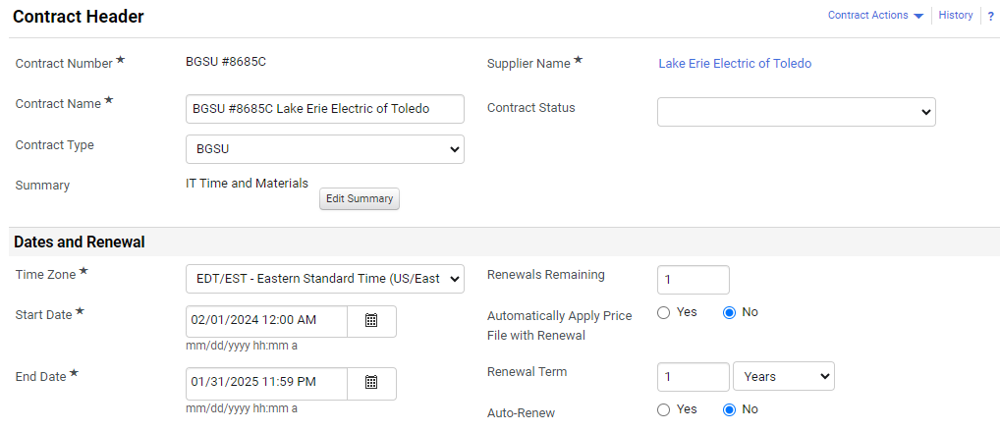 Contract Header
Contract Actions
History
?
Contract Number ★
BGSU #8685C
Supplier Name ★
Lake Erie Electric of Toledo
Contract Name ★
BGSU #8685C Lake Erie Electric of Toledo
Contract Status
Contract Type
BGSU
Summary
IT Time and Materials
Edit Summary
Dates and Renewal
Time Zone ★
EDT/EST - Eastern Standard Time (US/East
Renewals Remaining
1
Start Date ★
02/01/2024 12:00 AM
mm/dd/yyyy hh:mm a
Automatically Apply Price
File with Renewal
Yes
No
End Date ★
01/31/2025 11:59 PM
mm/dd/yyyy hh:mm a
Renewal Term
1
Years
Auto-Renew
Yes
No